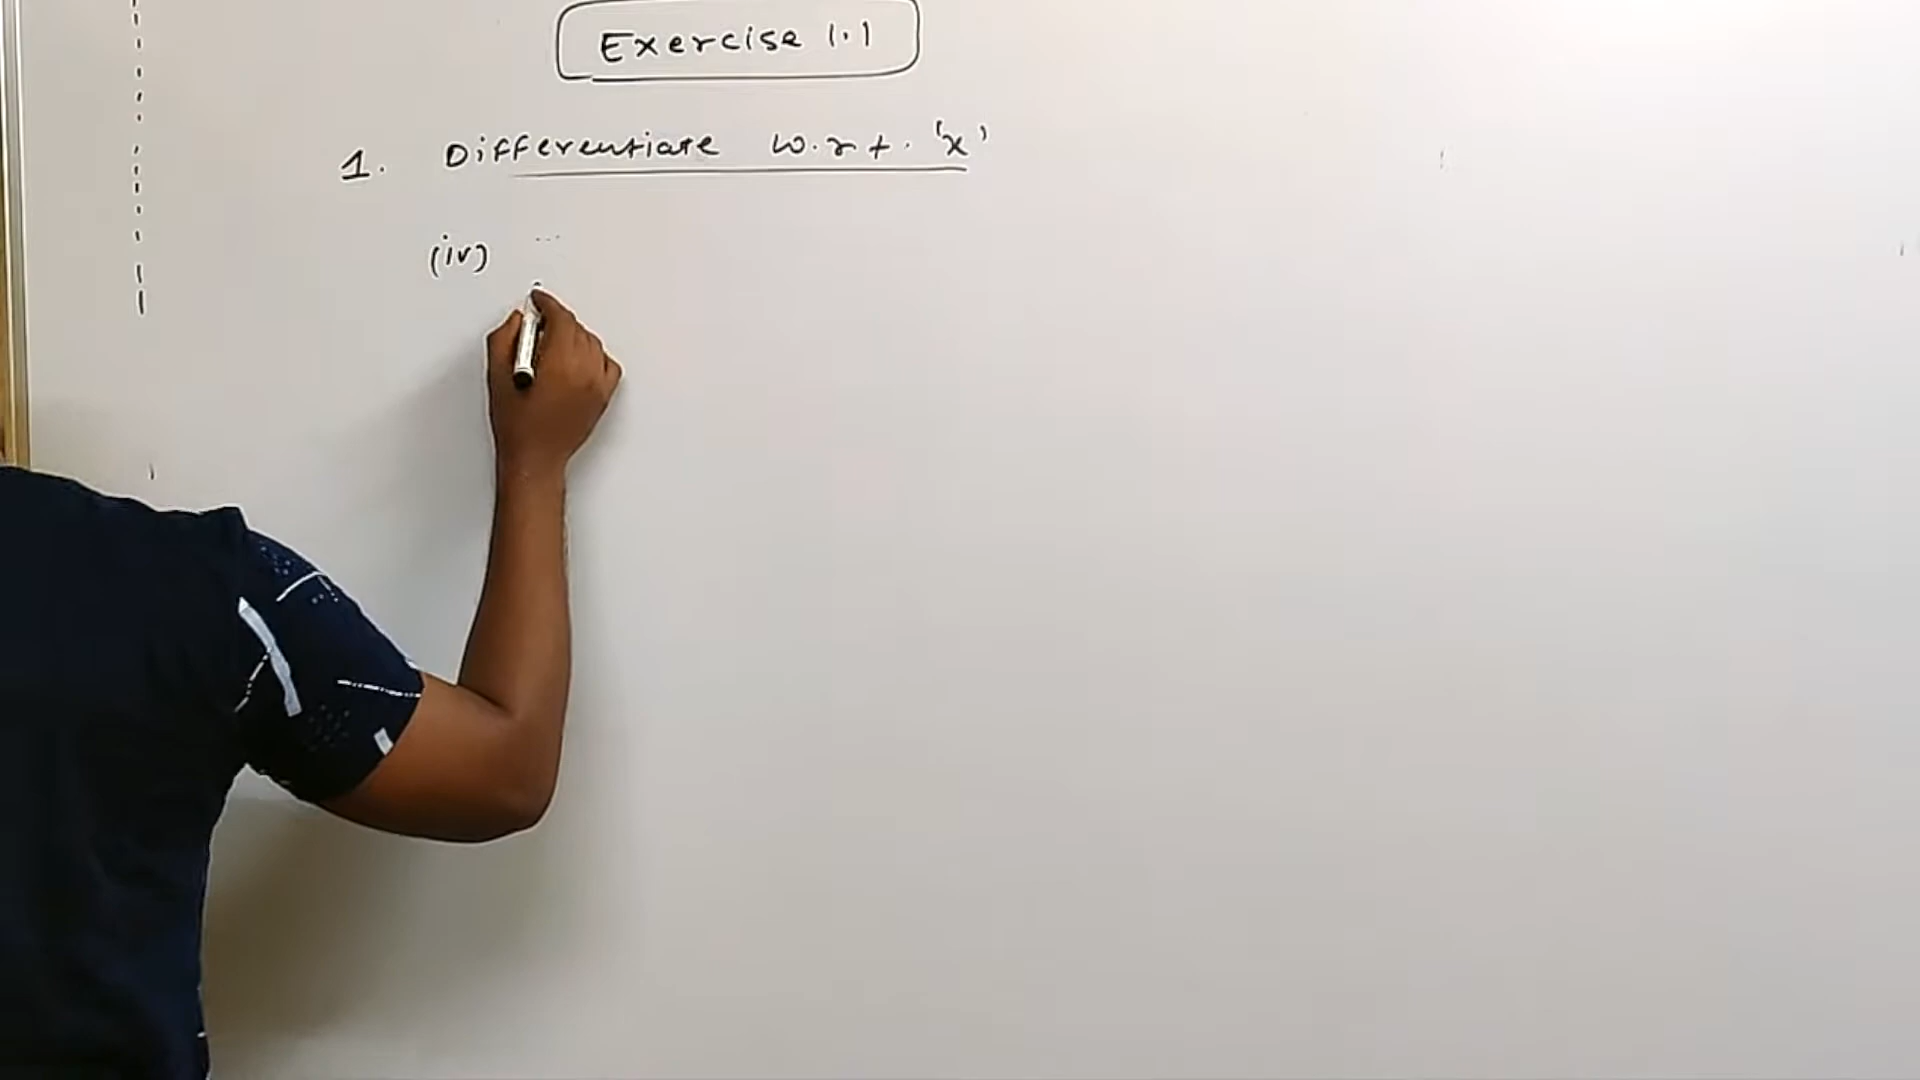 Exercise 1.1
1. Differentiate w.r.t. 'x'
(iv)